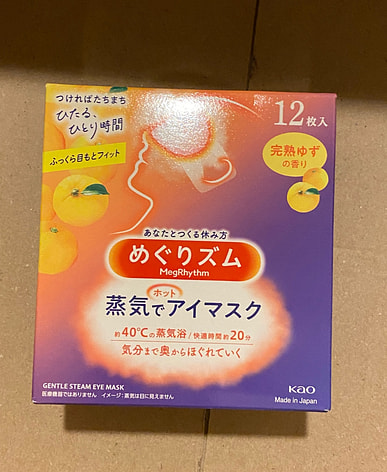 つければたちまち
ひたる、
ひとり時間
ふっくら目もとフィット
12枚入
完熟ゆず
の香り
あなたとつくる休み方
めぐりズム
MegRhythm
ホット
蒸気でアイマスク
約40℃の蒸気浴/快適時間約20分
気分まで奥からほぐれていく
GENTLE STEAM EYE MASK
医療機器ではありません イメージ:蒸気は目に見えません
Kao
Made in Japan